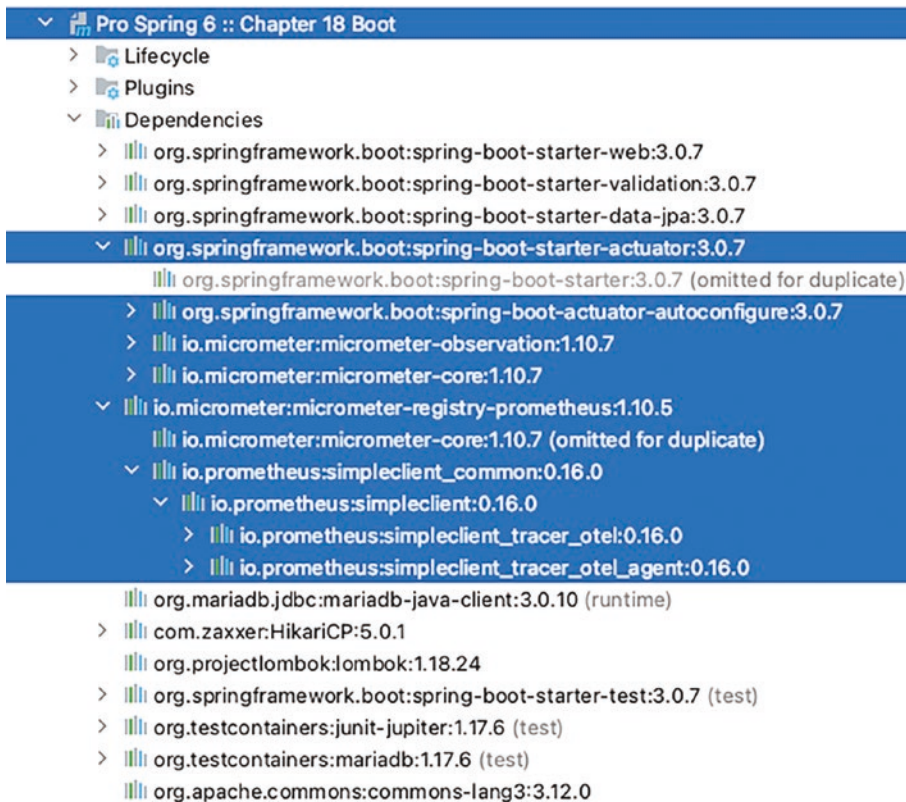 Pro Spring 6 :: Chapter 18 Boot
Lifecycle
Plugins
Dependencies
org.springframework.boot:spring-boot-starter-web:3.0.7
org.springframework.boot:spring-boot-starter-validation:3.0.7
org.springframework.boot:spring-boot-starter-data-jpa:3.0.7
org.springframework.boot:spring-boot-starter-actuator:3.0.7
org.springframework.boot:spring-boot-starter:3.0.7 (omitted for duplicate)
org.springframework.boot:spring-boot-actuator-autoconfigure:3.0.7
io.micrometer:micrometer-observation:1.10.7
io.micrometer:micrometer-core:1.10.7
io.micrometer:micrometer-registry-prometheus:1.10.5
io.micrometer:micrometer-core:1.10.7 (omitted for duplicate)
io.prometheus:simpleclient_common:0.16.0
io.prometheus:simpleclient:0.16.0
io.prometheus:simpleclient_tracer_otel:0.16.0
io.prometheus:simpleclient_tracer_otel_agent:0.16.0
org.mariadb.jdbc:mariadb-java-client:3.0.10 (runtime)
com.zaxxer:HikariCP:5.0.1
org.projectlombok:lombok:1.18.24
org.springframework.boot:spring-boot-starter-test:3.0.7 (test)
org.testcontainers:junit-jupiter:1.17.6 (test)
org.testcontainers:mariadb:1.17.6 (test)
org.apache.commons:commons-lang3:3.12.0